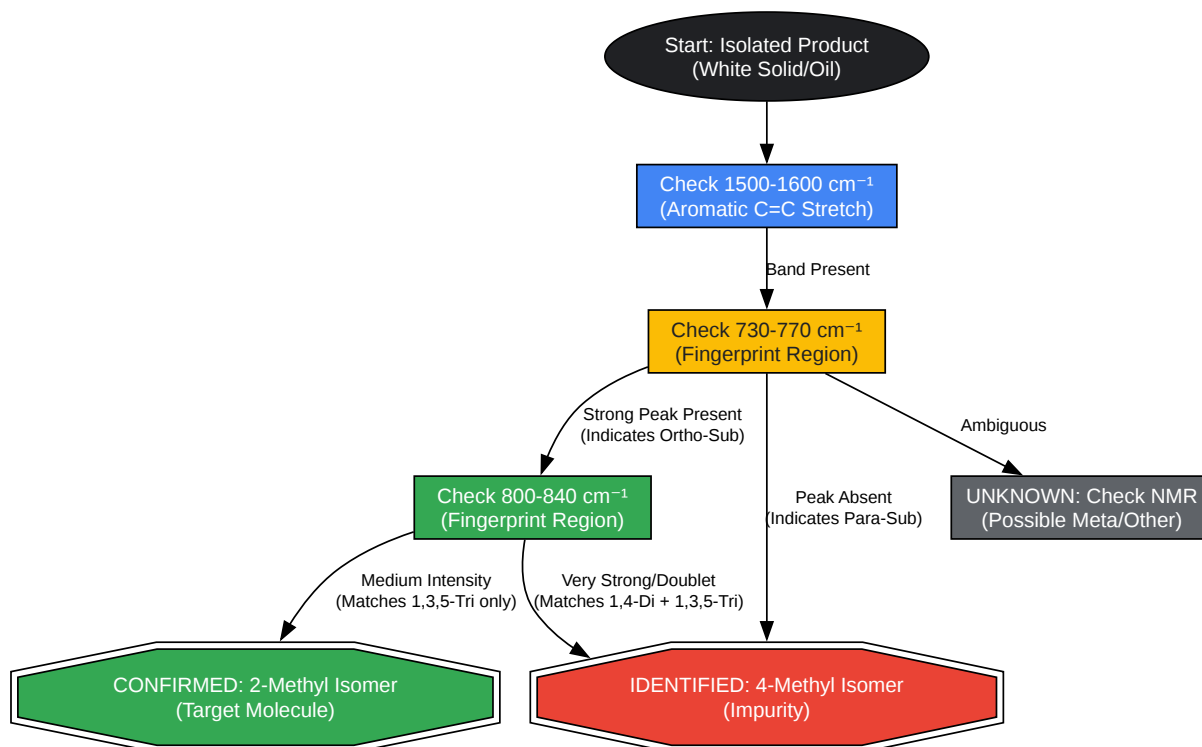 Start: Isolated Product
(White Solid/Oil)
Check 1500-1600 cm⁻¹
(Aromatic C=C Stretch)
Band Present
Check 730-770 cm⁻¹
(Fingerprint Region)
Strong Peak Present
(Indicates Ortho-Sub)
Ambiguous
Check 800-840 cm⁻¹
(Fingerprint Region)
Peak Absent
(Indicates Para-Sub)
UNKNOWN: Check NMR
(Possible Meta/Other)
Medium Intensity
(Matches 1,3,5-Tri only)
Very Strong/Doublet
(Matches 1,4-Di + 1,3,5-Tri)
CONFIRMED: 2-Methyl Isomer
(Target Molecule)
IDENTIFIED: 4-Methyl Isomer
(Impurity)